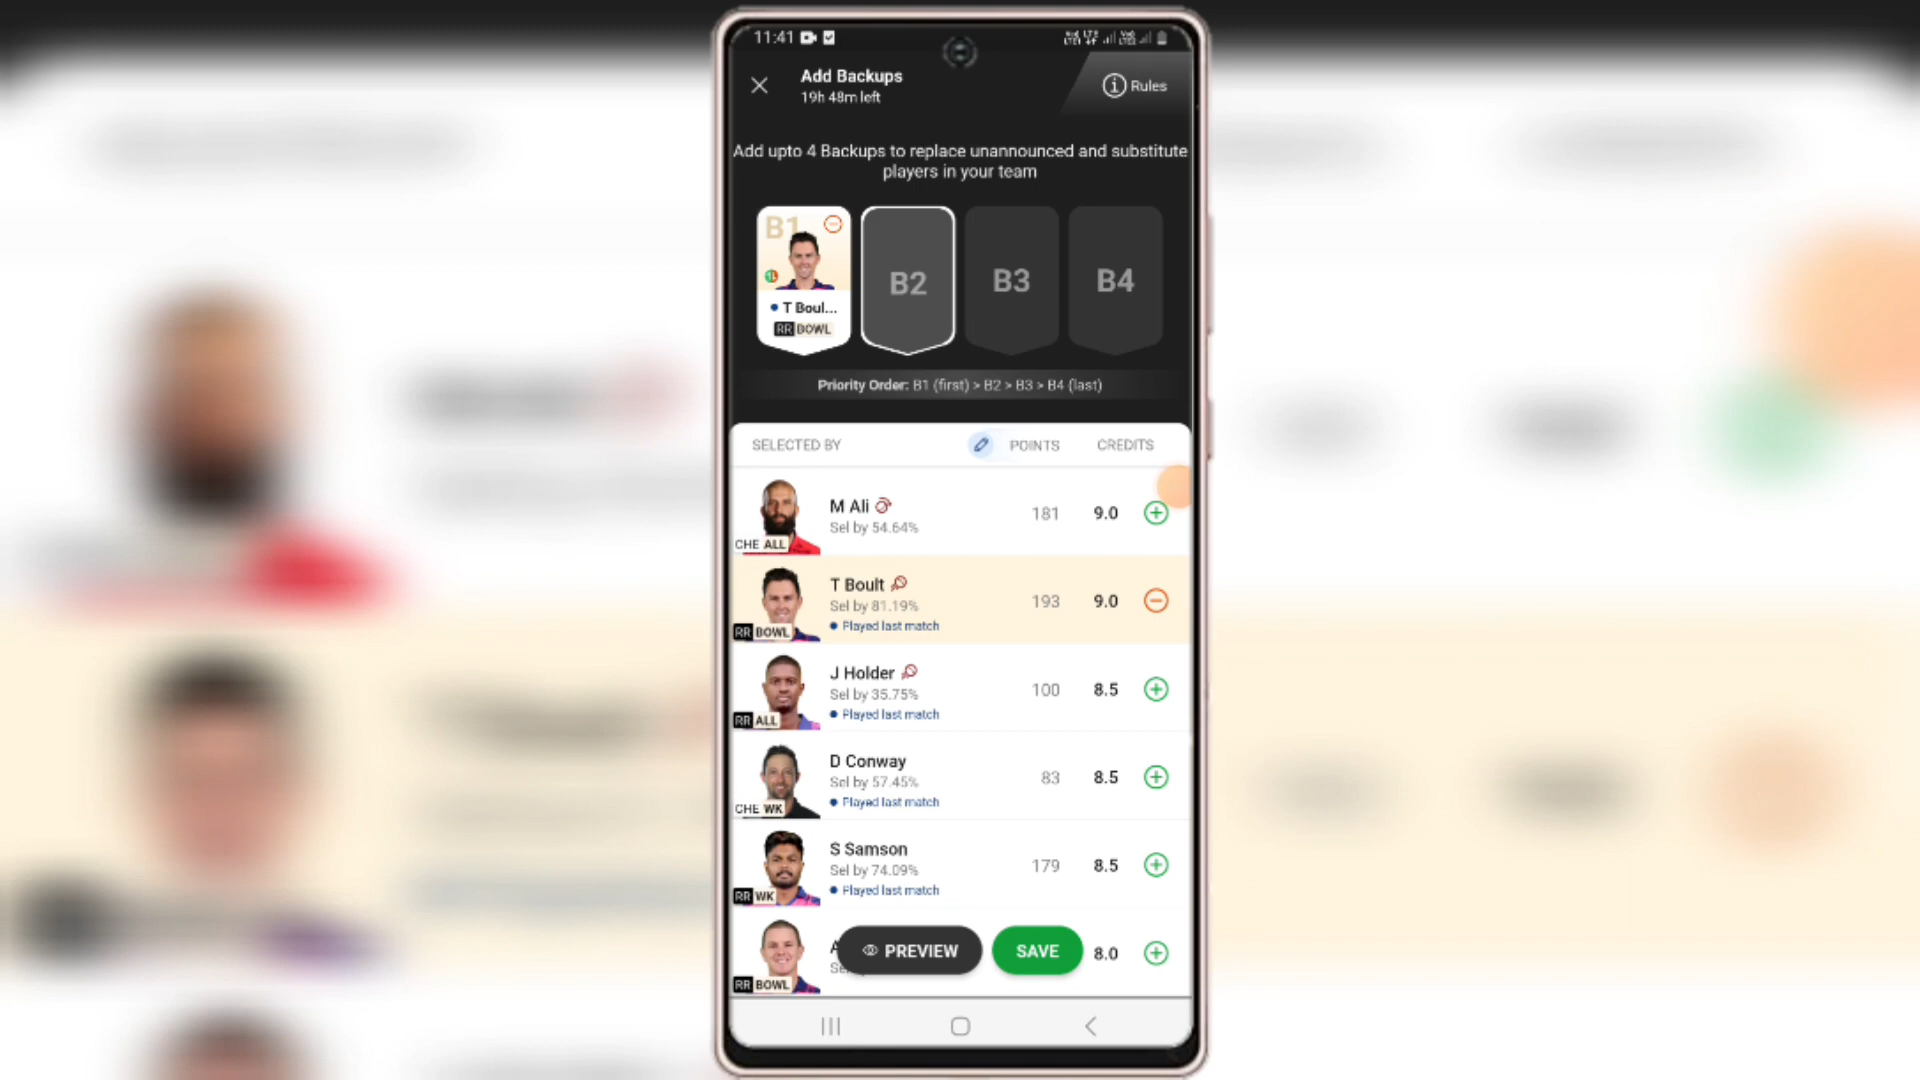 11:41
Add Backups
19h 48m left
Rules
Add upto 4 Backups to replace unannounced and substitute
players in your team
B1
T Boul...
RR BOWL
B2
B3
B4
Priority Order: B1 (first) > B2 > B3 > B4 (last)
SELECTED BY POINTS CREDITS
M Ali
Sel by 54.64%
CHE ALL
181 9.0
T Boult
Sel by 81.19%
Played last match
RR BOWL
193 9.0
J Holder
Sel by 35.75%
Played last match
RR ALL
100 8.5
D Conway
Sel by 57.45%
Played last match
CHE WK
83 8.5
S Samson
Sel by 74.09%
Played last match
RR WK
179 8.5
RR BOWL
PREVIEW
SAVE
8.0